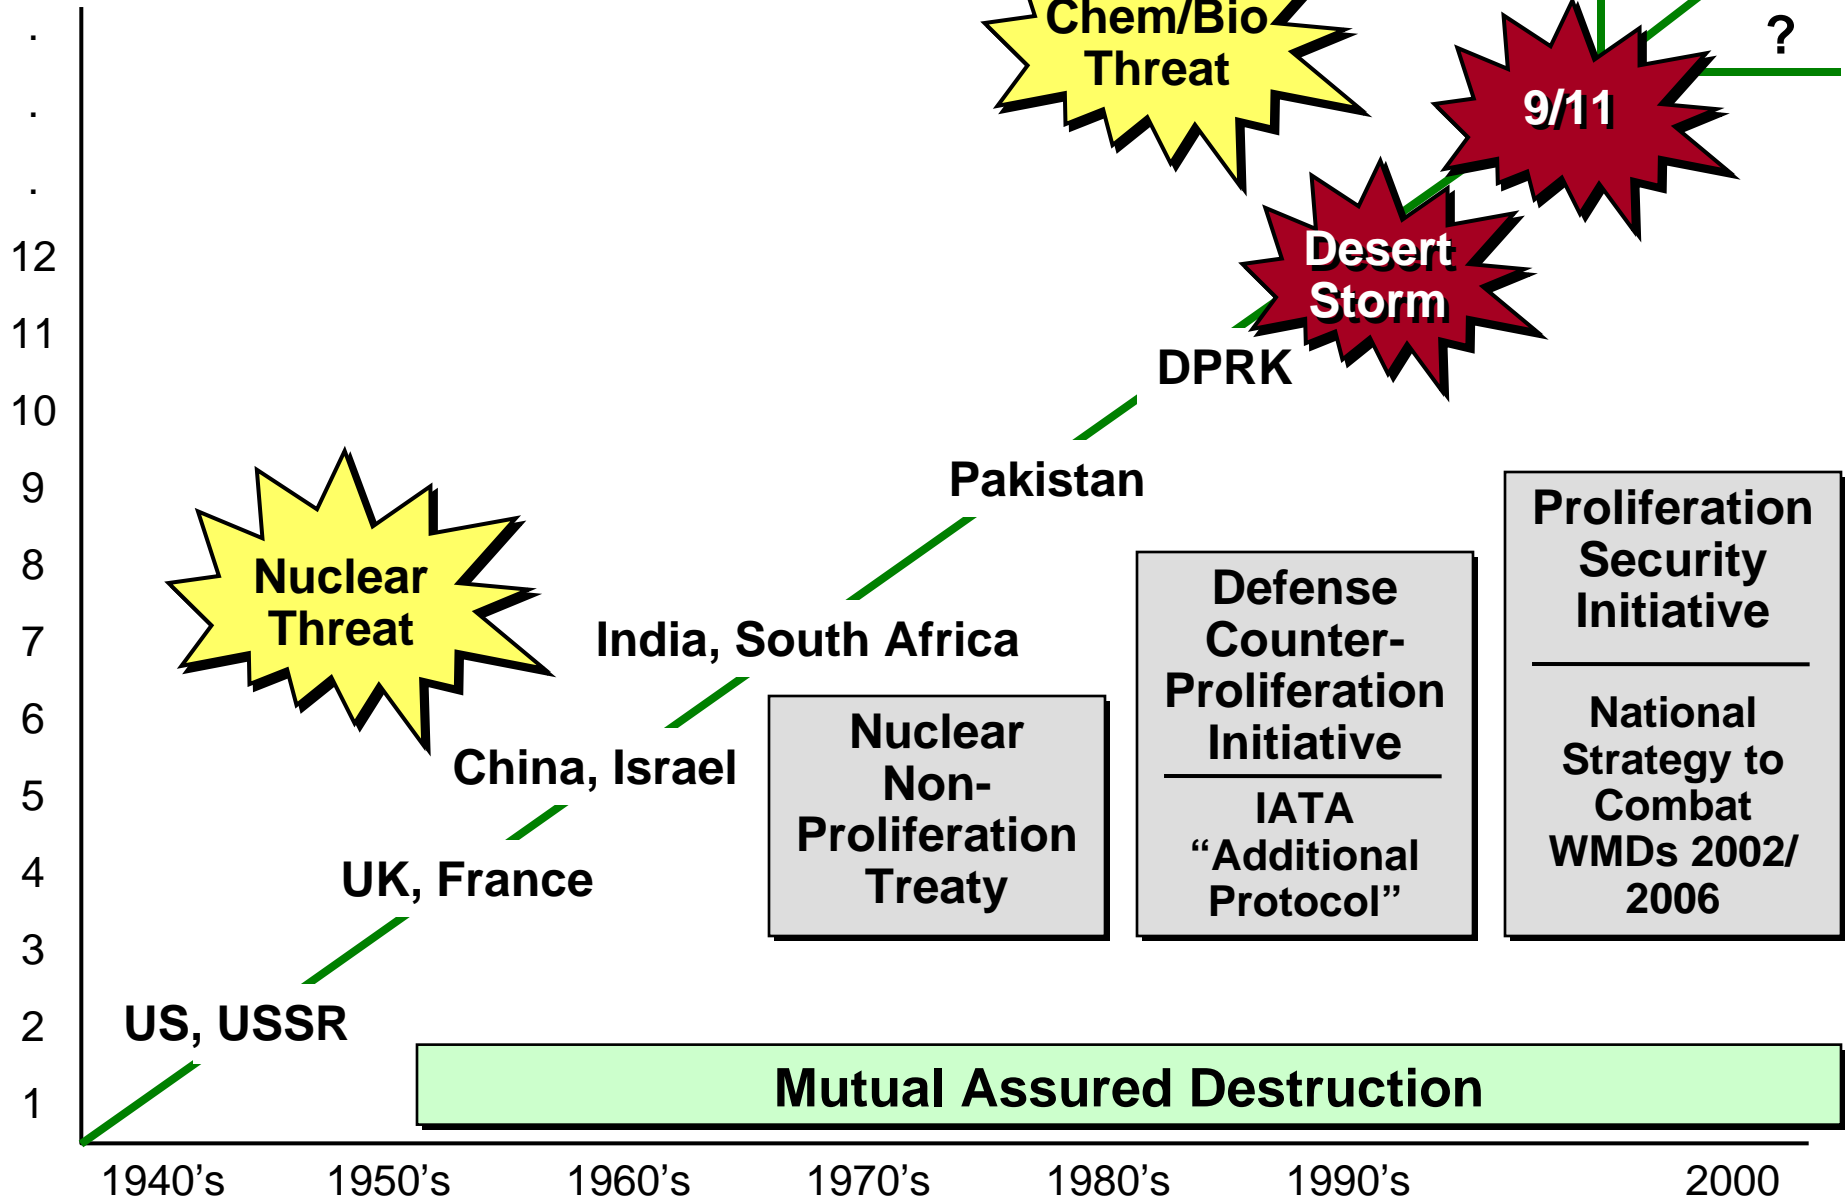 Chem/Bio
Threat
?
9/11
Desert
Storm
DPRK
Pakistan
Nuclear
Threat
India, South Africa
China, Israel
UK, France
US, USSR
Nuclear
Non-
Proliferation
Treaty
Defense
Counter-
Proliferation
Initiative
IATA
“Additional
Protocol”
Proliferation
Security
Initiative
National
Strategy to
Combat
WMDs 2002/
2006
Mutual Assured Destruction
.
.
.
12
11
10
9
8
7
6
5
4
3
2
1
1940’s 1950’s 1960’s 1970’s 1980’s 1990’s 2000